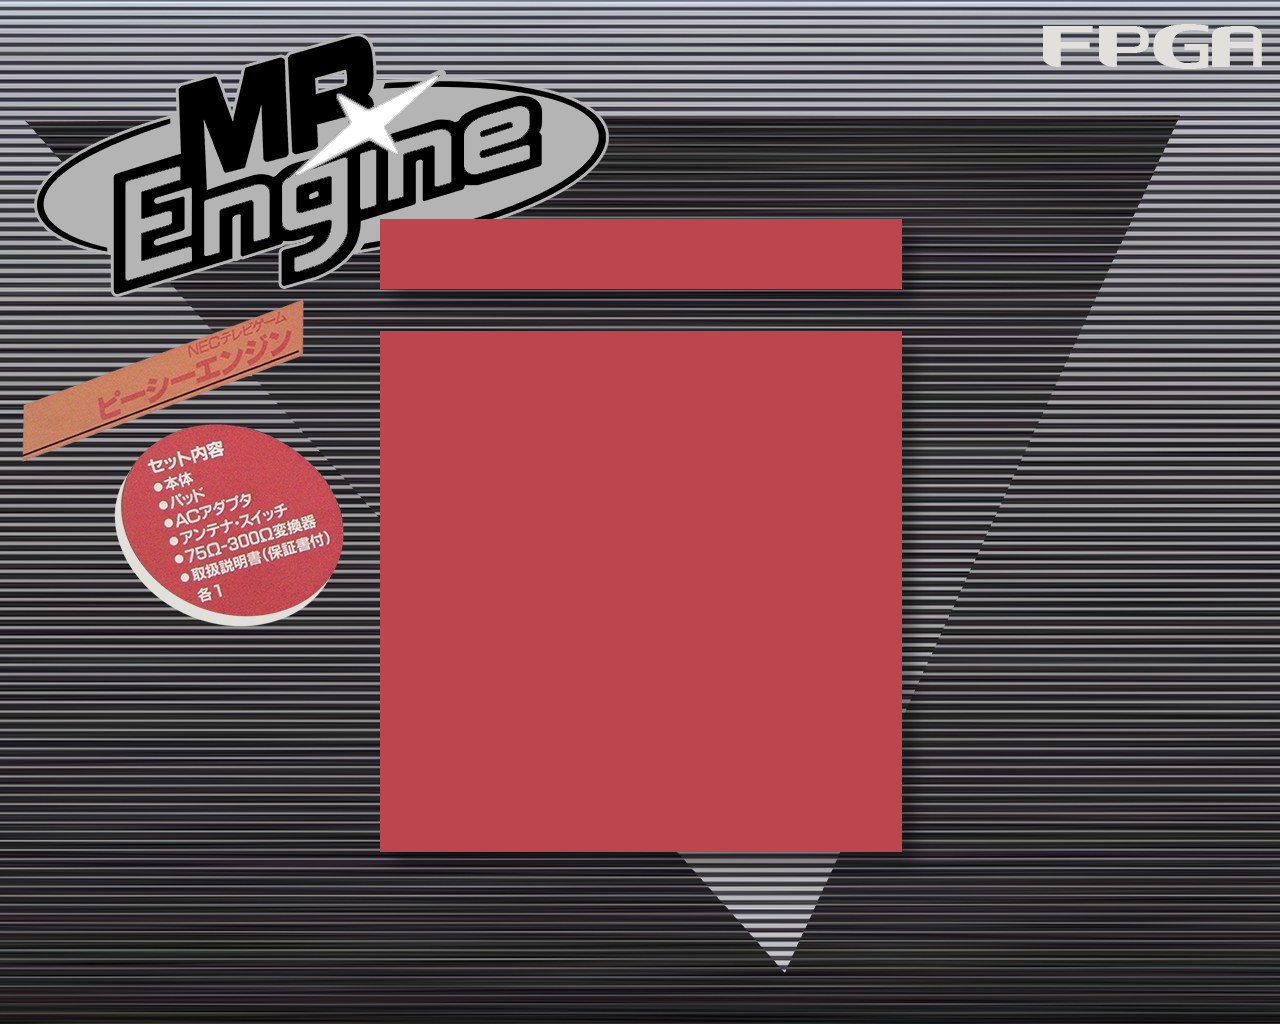 FPGA
MR
Engine
NECテレビゲーム
ピーシーエンジン
セット内容
●本体
●パッド
●ACアダプタ
●アンテナ・スイッチ
●75Ω-300Ω変換器
●取扱説明書(保証書付)
各1